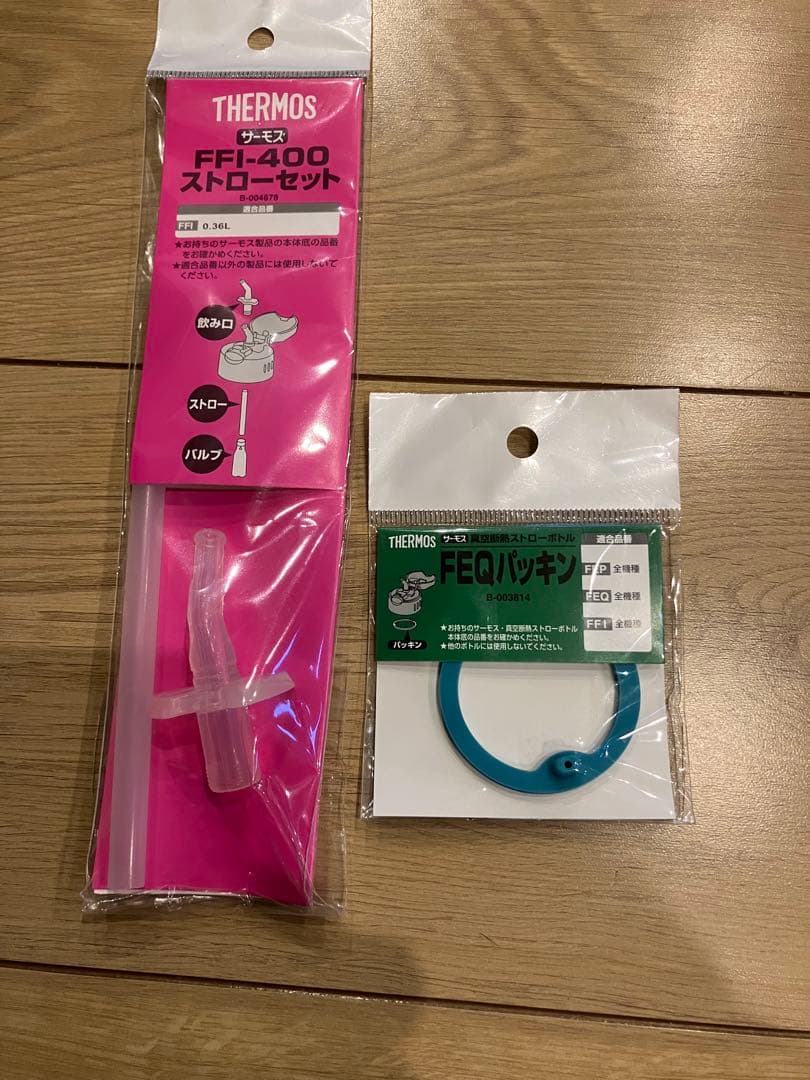 THERMOS
サーモス
FFI-400
ストローセット
B-004678
適合品番
FFI 0.36L
★お持ちのサーモス製品の本体底の品番
をお確かめください。
★適合品番以外の製品には使用しないで
ください。
飲み口
ストロー
バルブ
THERMOS サーモス 真空断熱ストローボトル
FEQパッキン
B-003814
適合品番
FEP 全機種
FEQ 全機種
FFI 全機種
★お持ちのサーモス・真空断熱ストローボトル
本体底の品番をお確かめください。
★他のボトルには使用しないでください。
パッキン